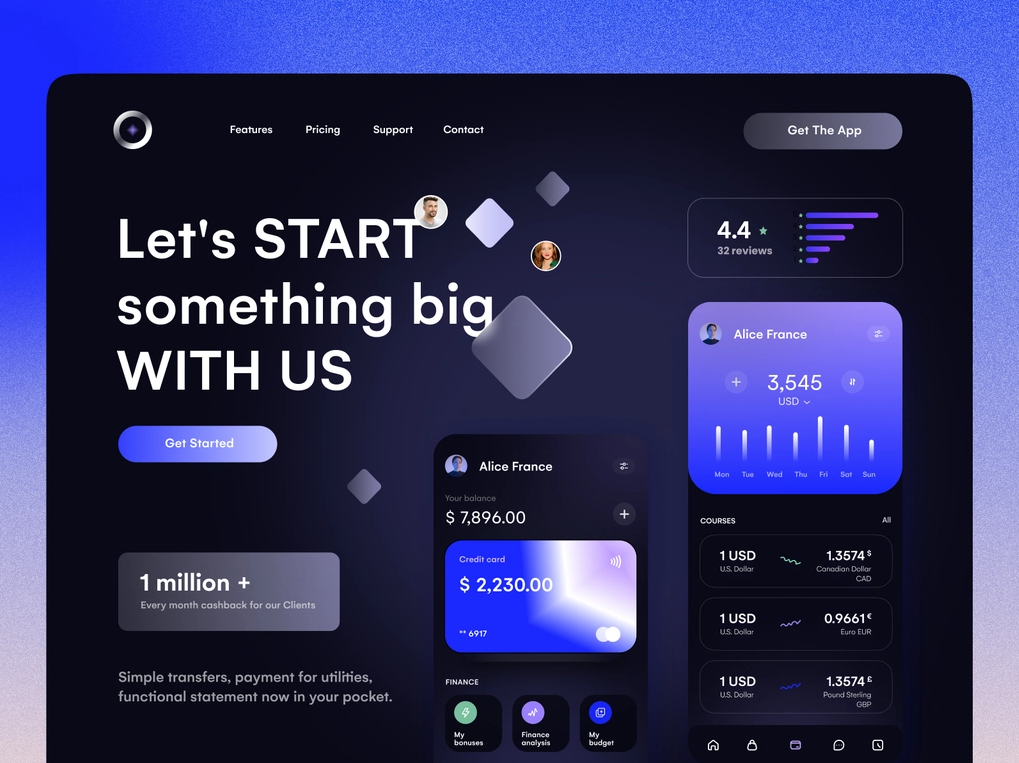 Features
Pricing
Support
Contact
Get The App
Let's START
something big
WITH US
Get Started
1 million +
Every month cashback for our Clients
Simple transfers, payment for utilities,
functional statement now in your pocket.
Alice France
Your balance
$ 7,896.00
+
Credit card
$ 2,230.00
** 6917
FINANCE
My
bonuses
Finance
analysis
My
budget
4.4
32 reviews
Alice France
+
3,545
USD
Mon Tue Wed Thu Fri Sat Sun
COURSES
All
1 USD
U.S. Dollar
1.3574 $
Canadian Dollar
CAD
1 USD
U.S. Dollar
0.9661 €
Euro EUR
1 USD
U.S. Dollar
1.3574 £
Pound Sterling
GBP